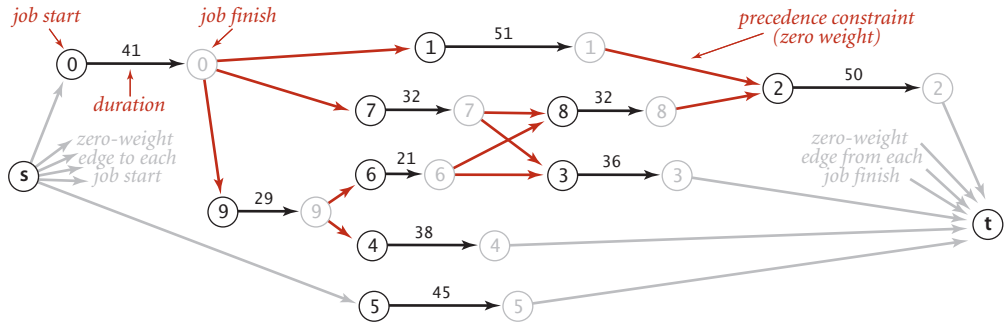 job start
job finish
precedence constraint
(zero weight)
41
51
0
0
1
1
duration
50
2
2
32
32
7
7
8
8
zero-weight
edge to each
job start
zero-weight
edge from each
job finish
s
21
36
6
6
3
3
29
9
9
38
4
4
t
45
5
5